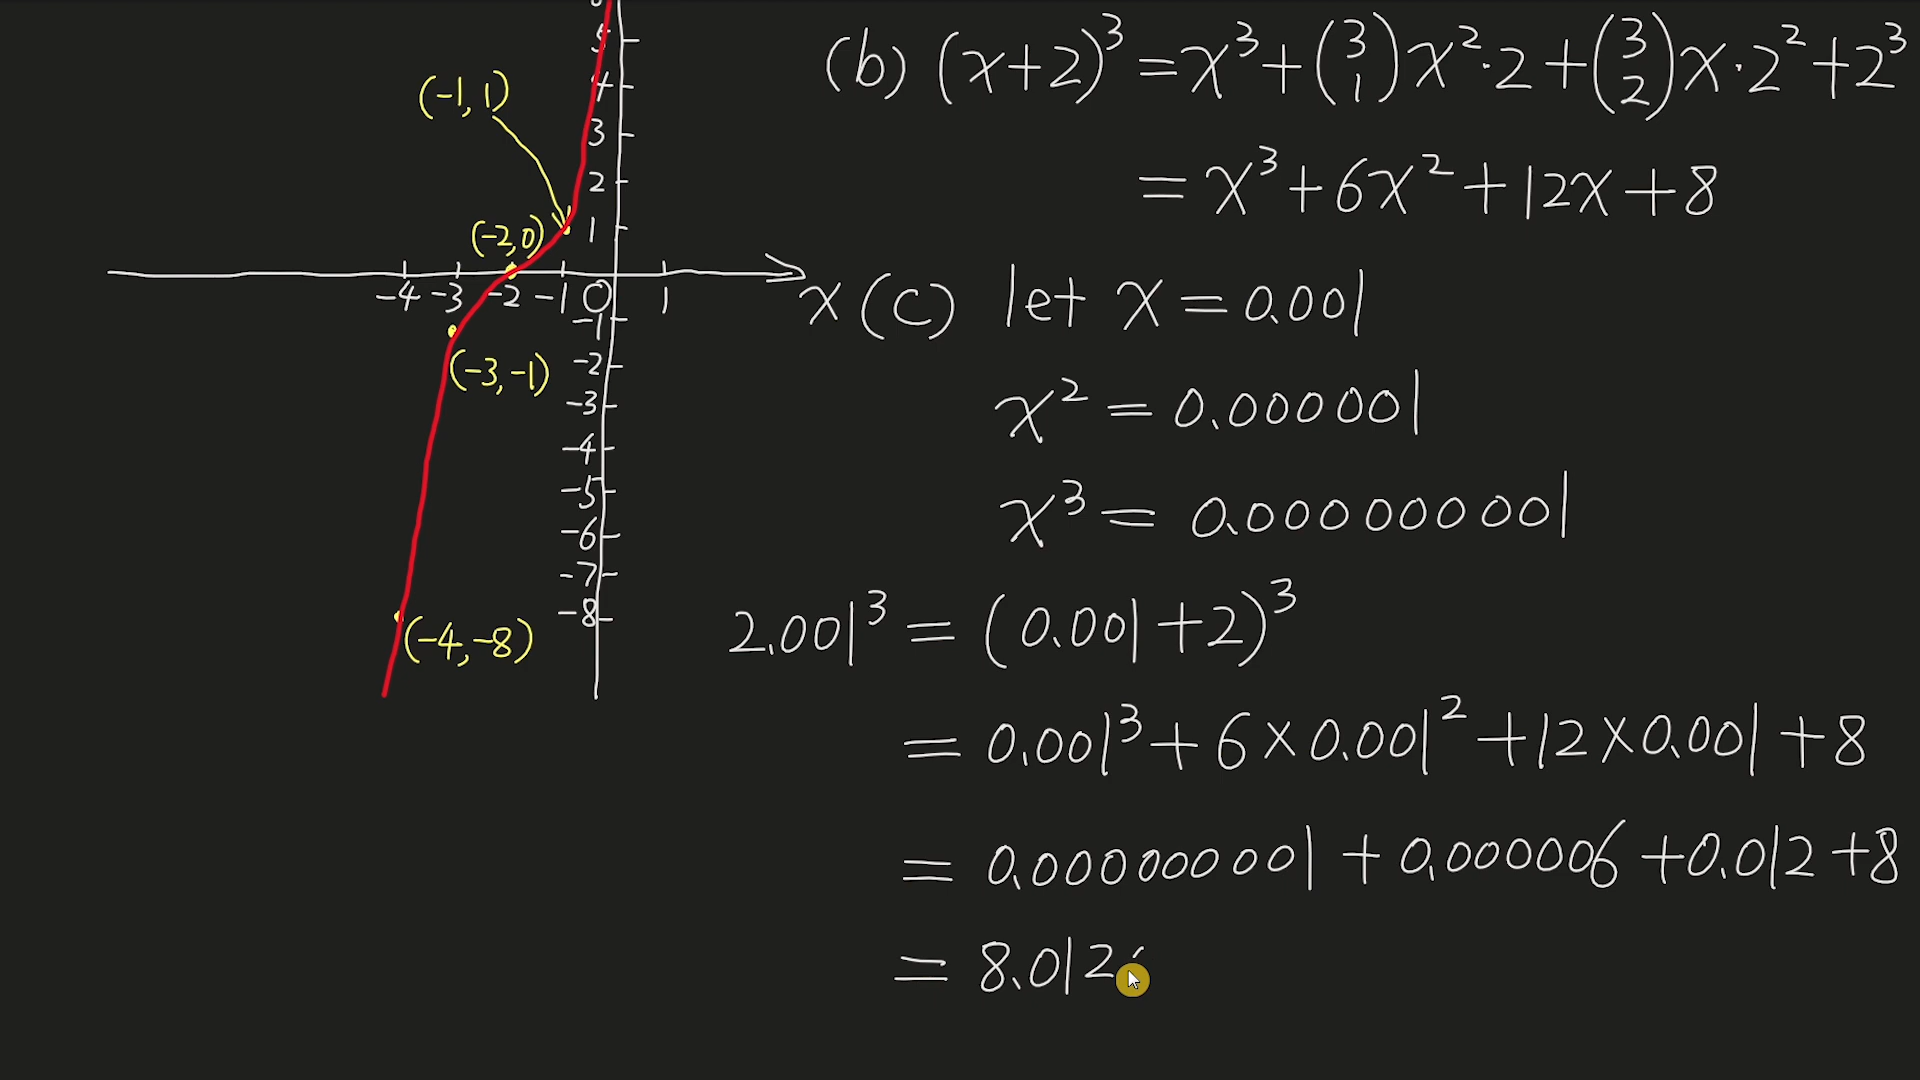 6
5
4
3
2
1
(-1, 1)
(-2,0)
-4 -3 -2 -1 0 1 x
-1
-2
-3
-4
-5
-6
-7
-8
(-3,-1)
(-4,-8)
(b) (x+2)³ = x³ + (3 1) x²·2 + (3 2) x·2² + 2³
= x³ + 6x² + 12x + 8
(c) let x = 0.001
x² = 0.000001
x³ = 0.000000001
2.001³ = (0.001+2)³
= 0.001³ + 6×0.001² + 12×0.001 + 8
= 0.000000001 + 0.000006 + 0.012 + 8
= 8.012